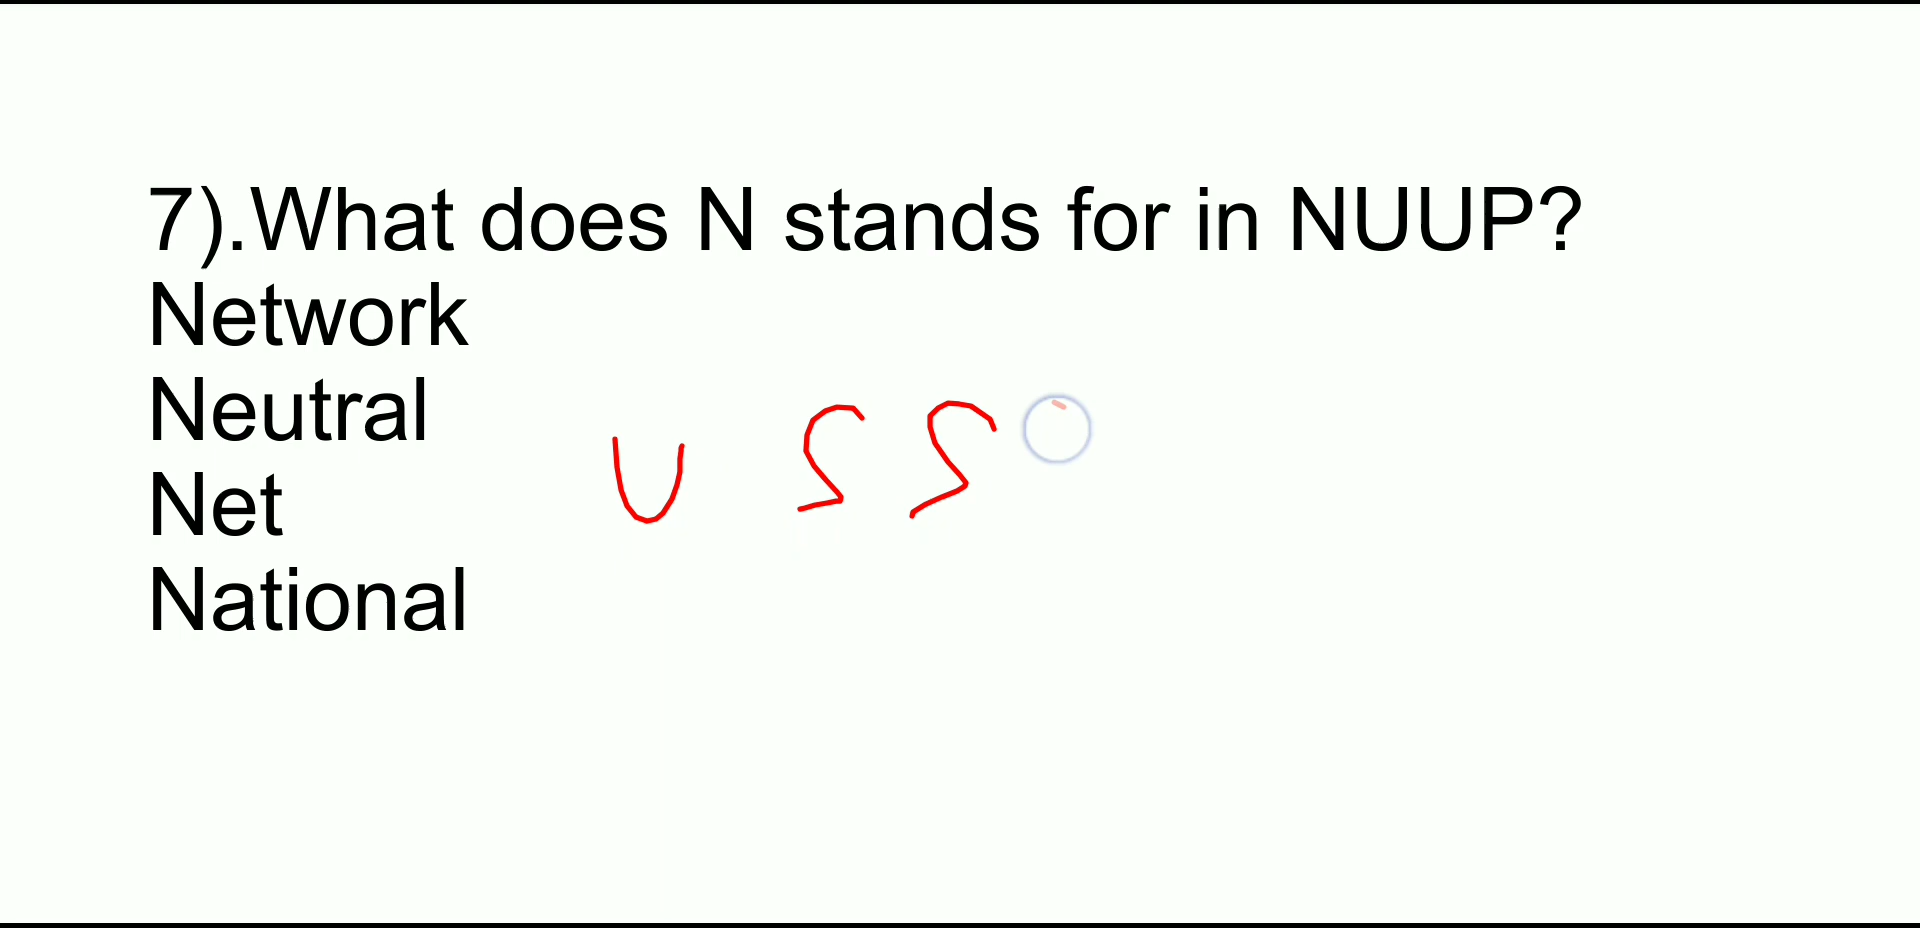 7).What does N stands for in NUUP?
Network
Neutral
U S S
Net
National